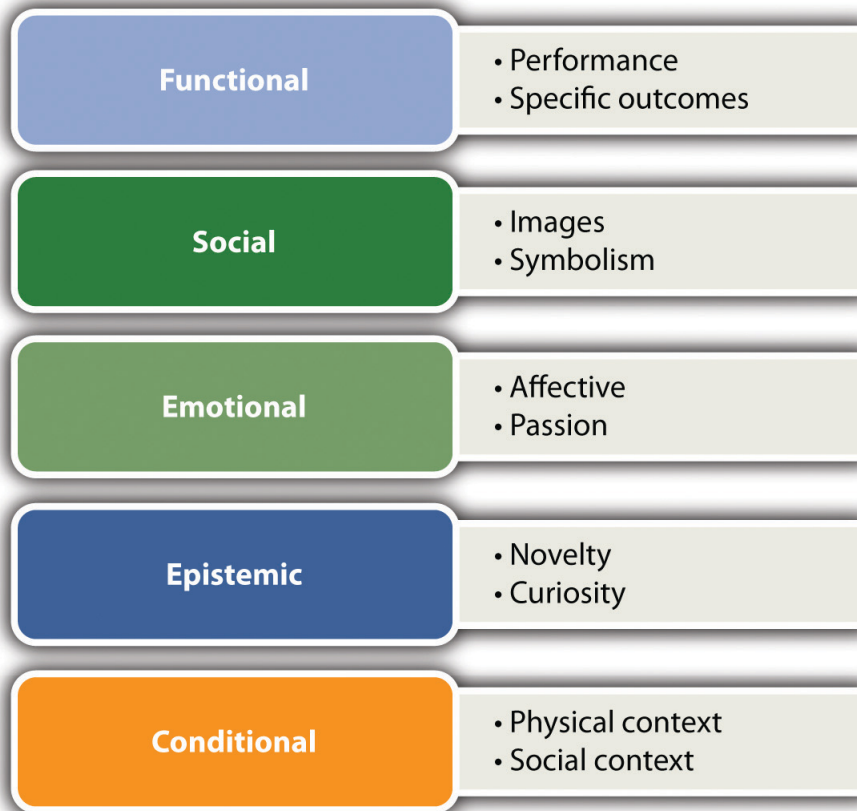 Functional
• Performance
• Specific outcomes
Social
• Images
• Symbolism
Emotional
• Affective
• Passion
Epistemic
• Novelty
• Curiosity
Conditional
• Physical context
• Social context